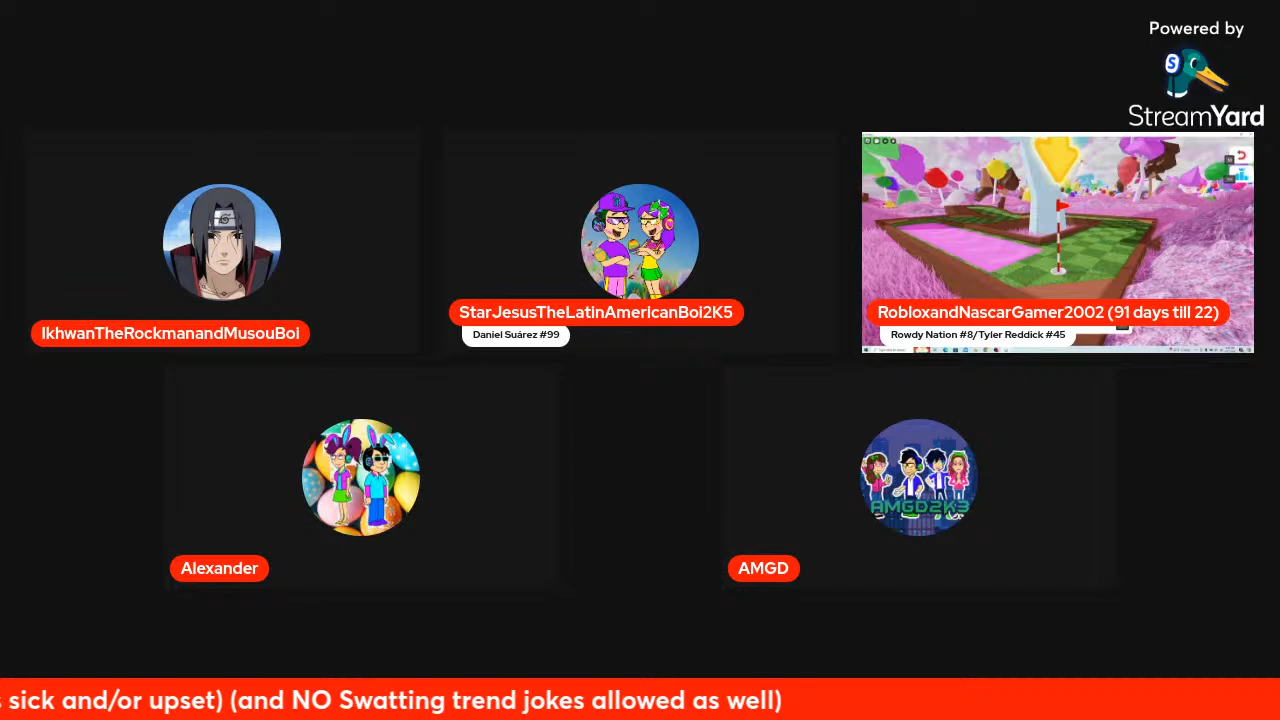 Powered by
StreamYard
IkhwanTheRockmanandMusouBoi
StarJesusTheLatinAmericanBoi2K5
Daniel Suárez #99
RobloxandNascarGamer2002 (91 days till 22)
Rowdy Nation #8/Tyler Reddick #45
AMGD2K3
Alexander
AMGD
sick and/or upset) (and NO Swatting trend jokes allowed as well)